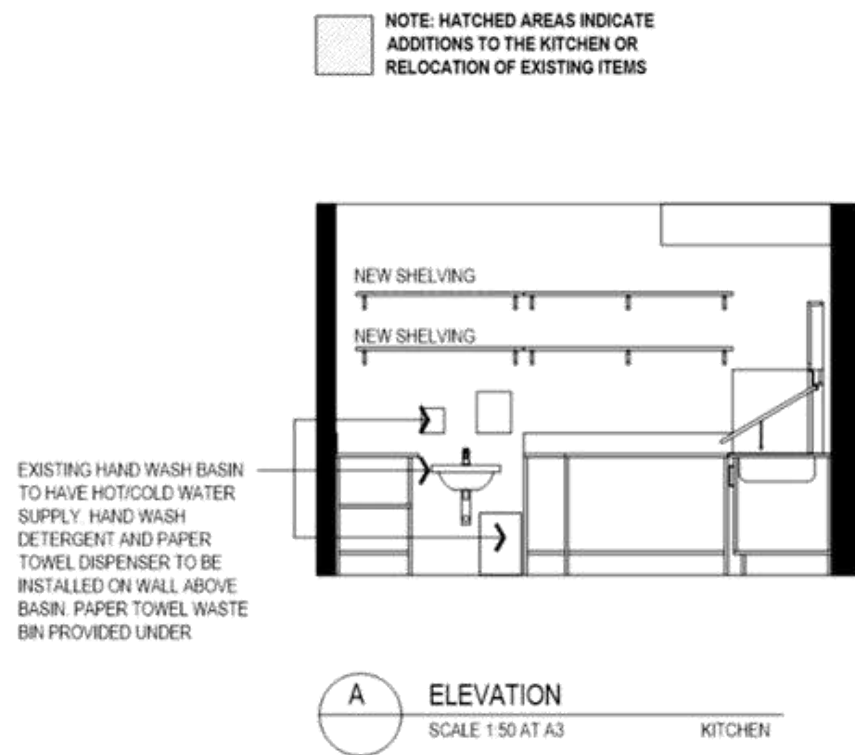 NOTE: HATCHED AREAS INDICATE
ADDITIONS TO THE KITCHEN OR
RELOCATION OF EXISTING ITEMS
NEW SHELVING
NEW SHELVING
EXISTING HAND WASH BASIN
TO HAVE HOT/COLD WATER
SUPPLY. HAND WASH
DETERGENT AND PAPER
TOWEL DISPENSER TO BE
INSTALLED ON WALL ABOVE
BASIN. PAPER TOWEL WASTE
BIN PROVIDED UNDER
A
ELEVATION
SCALE 1:50 AT A3
KITCHEN